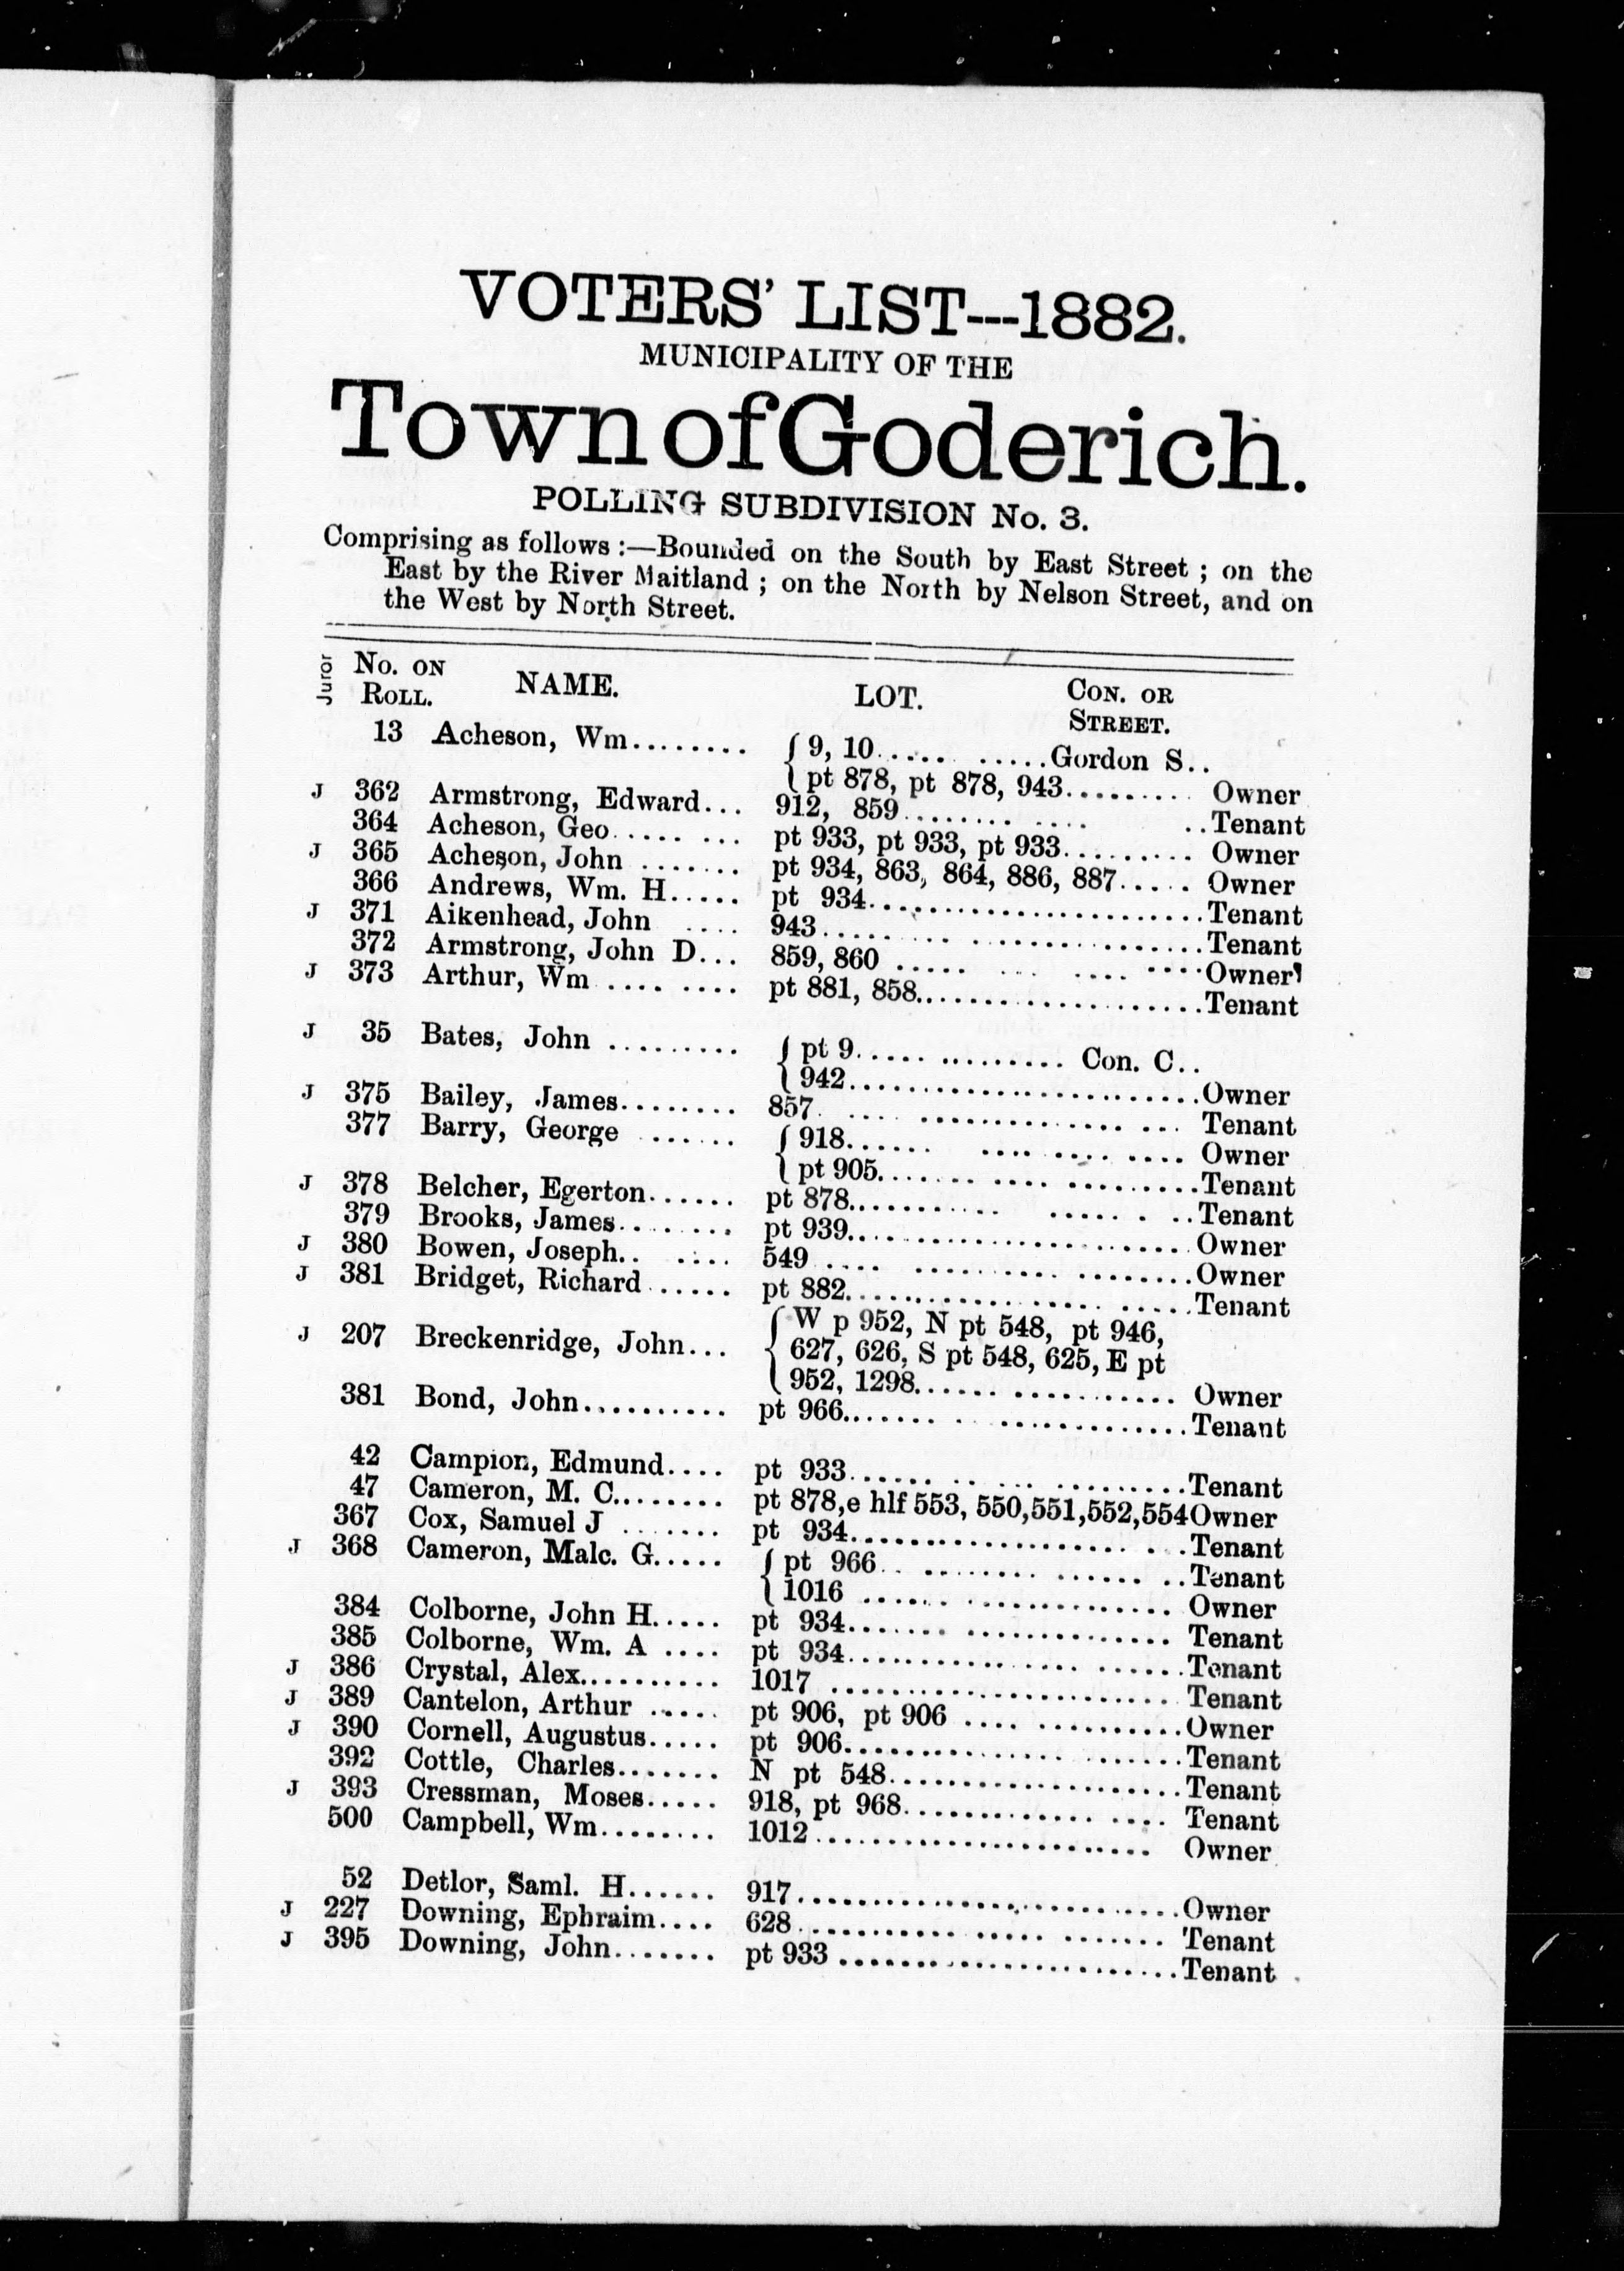 VOTERS' LIST---1882.
MUNICIPALITY OF THE
Town of Goderich.
POLLING SUBDIVISION No. 3.
Comprising as follows :—Bounded on the South by East Street ; on the
East by the River Maitland ; on the North by Nelson Street, and on
the West by North Street.
Juror No. ON ROLL. NAME. LOT. CON. OR STREET.
13 Acheson, Wm........ { 9, 10........... Gordon S..
{ pt 878, pt 878, 943......... Owner
J 362 Armstrong, Edward... 912, 859............ ..Tenant
364 Acheson, Geo........ pt 933, pt 933, pt 933......... Owner
J 365 Acheson, John ....... pt 934, 863, 864, 886, 887..... Owner
366 Andrews, Wm. H..... pt 934.......................Tenant
J 371 Aikenhead, John .... 943.......................Tenant
372 Armstrong, John D... 859, 860 ................Owner
J 373 Arthur, Wm ........ pt 881, 858....................Tenant
J 35 Bates, John ......... { pt 9.............. Con. C..
{ 942.......................Owner
J 375 Bailey, James........ 857. ...................... Tenant
377 Barry, George ...... { 918...... .... .... .... Owner
{ pt 905.....................Tenant
J 378 Belcher, Egerton...... pt 878.................... Tenant
379 Brooks, James........ pt 939...................... Owner
J 380 Bowen, Joseph.. .... 549 ......................Owner
J 381 Bridget, Richard ...... pt 882......................Tenant
J 207 Breckenridge, John... { W p 952, N pt 548, pt 946,
{ 627, 626, S pt 548, 625, E pt
{ 952, 1298................. Owner
381 Bond, John.......... pt 966.....................Tenant
42 Campion, Edmund.... pt 933.....................Tenant
47 Cameron, M. C........ pt 878,e hlf 553, 550,551,552,554 Owner
367 Cox, Samuel J ....... pt 934......................Tenant
J 368 Cameron, Malc. G..... { pt 966.. ................Tenant
{ 1016 .................... Owner
384 Colborne, John H..... pt 934..................... Tenant
385 Colborne, Wm. A .... pt 934......................Tenant
J 386 Crystal, Alex.......... 1017 ...................... Tenant
J 389 Cantelon, Arthur ..... pt 906, pt 906 ..............Owner
J 390 Cornell, Augustus..... pt 906......................Tenant
392 Cottle, Charles....... N pt 548...................Tenant
J 393 Cressman, Moses..... 918, pt 968................. Tenant
500 Campbell, Wm........ 1012...................... Owner
52 Detlor, Saml. H...... 917.........................Owner
J 227 Downing, Ephraim.... 628....................... Tenant
J 395 Downing, John....... pt 933 ......................Tenant